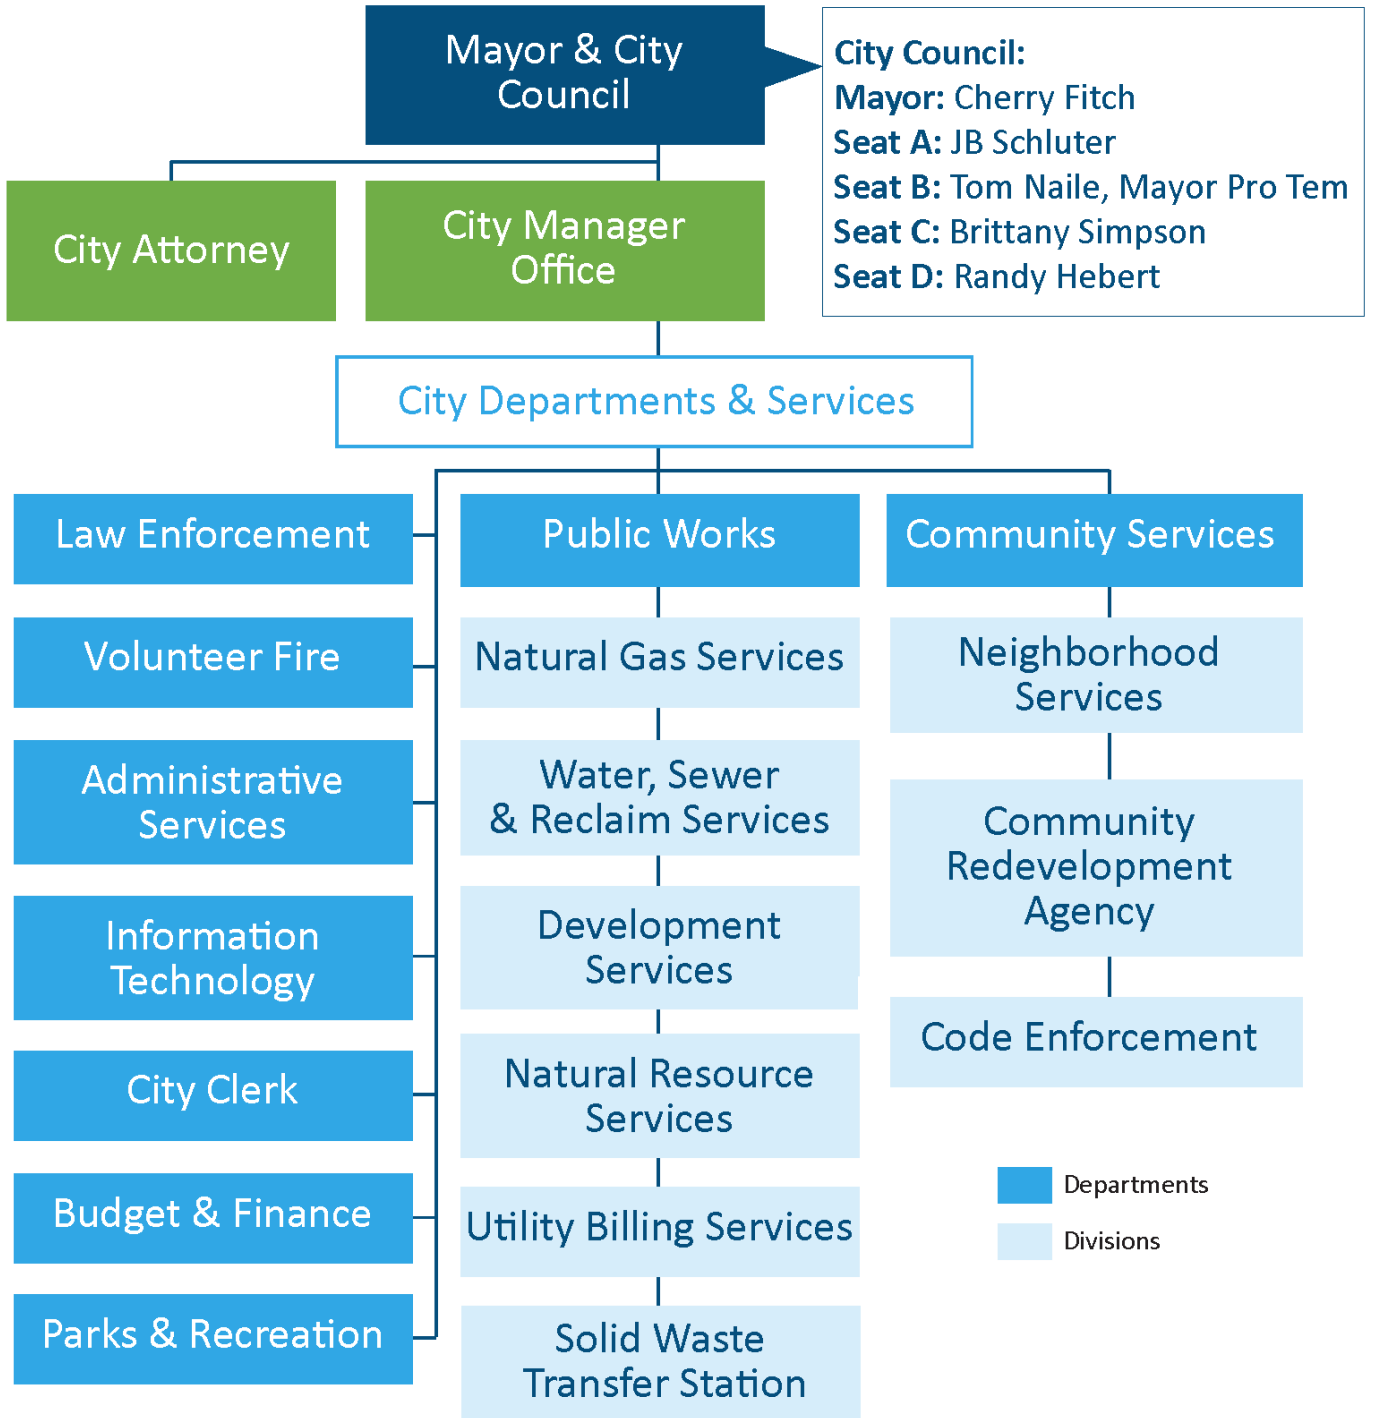 Mayor & City
Council
City Council:
Mayor: Cherry Fitch
Seat A: JB Schluter
Seat B: Tom Naile, Mayor Pro Tem
Seat C: Brittany Simpson
Seat D: Randy Hebert
City Attorney
City Manager
Office
City Departments & Services
Law Enforcement
Volunteer Fire
Administrative
Services
Information
Technology
City Clerk
Budget & Finance
Parks & Recreation
Public Works
Natural Gas Services
Water, Sewer
& Reclaim Services
Development
Services
Natural Resource
Services
Utility Billing Services
Solid Waste
Transfer Station
Community Services
Neighborhood
Services
Community
Redevelopment
Agency
Code Enforcement
Departments
Divisions